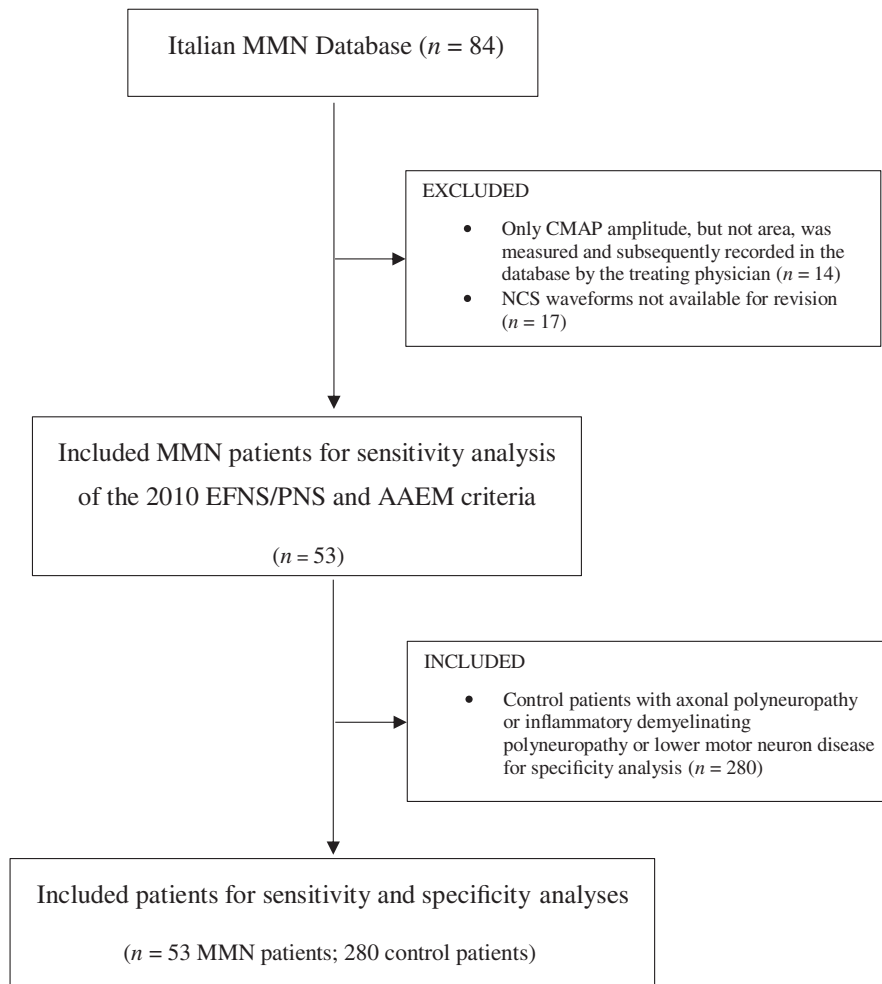 Italian MMN Database (n = 84)
EXCLUDED
• Only CMAP amplitude, but not area, was
measured and subsequently recorded in the
database by the treating physician (n = 14)
• NCS waveforms not available for revision
(n = 17)
Included MMN patients for sensitivity analysis
of the 2010 EFNS/PNS and AAEM criteria
(n = 53)
INCLUDED
• Control patients with axonal polyneuropathy
or inflammatory demyelinating
polyneuropathy or lower motor neuron disease
for specificity analysis (n = 280)
Included patients for sensitivity and specificity analyses
(n = 53 MMN patients; 280 control patients)